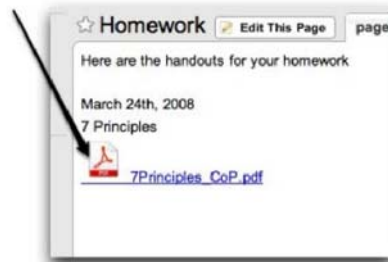 Homework Edit This Page page
Here are the handouts for your homework
March 24th, 2008
7 Principles
7Principles_CoP.pdf